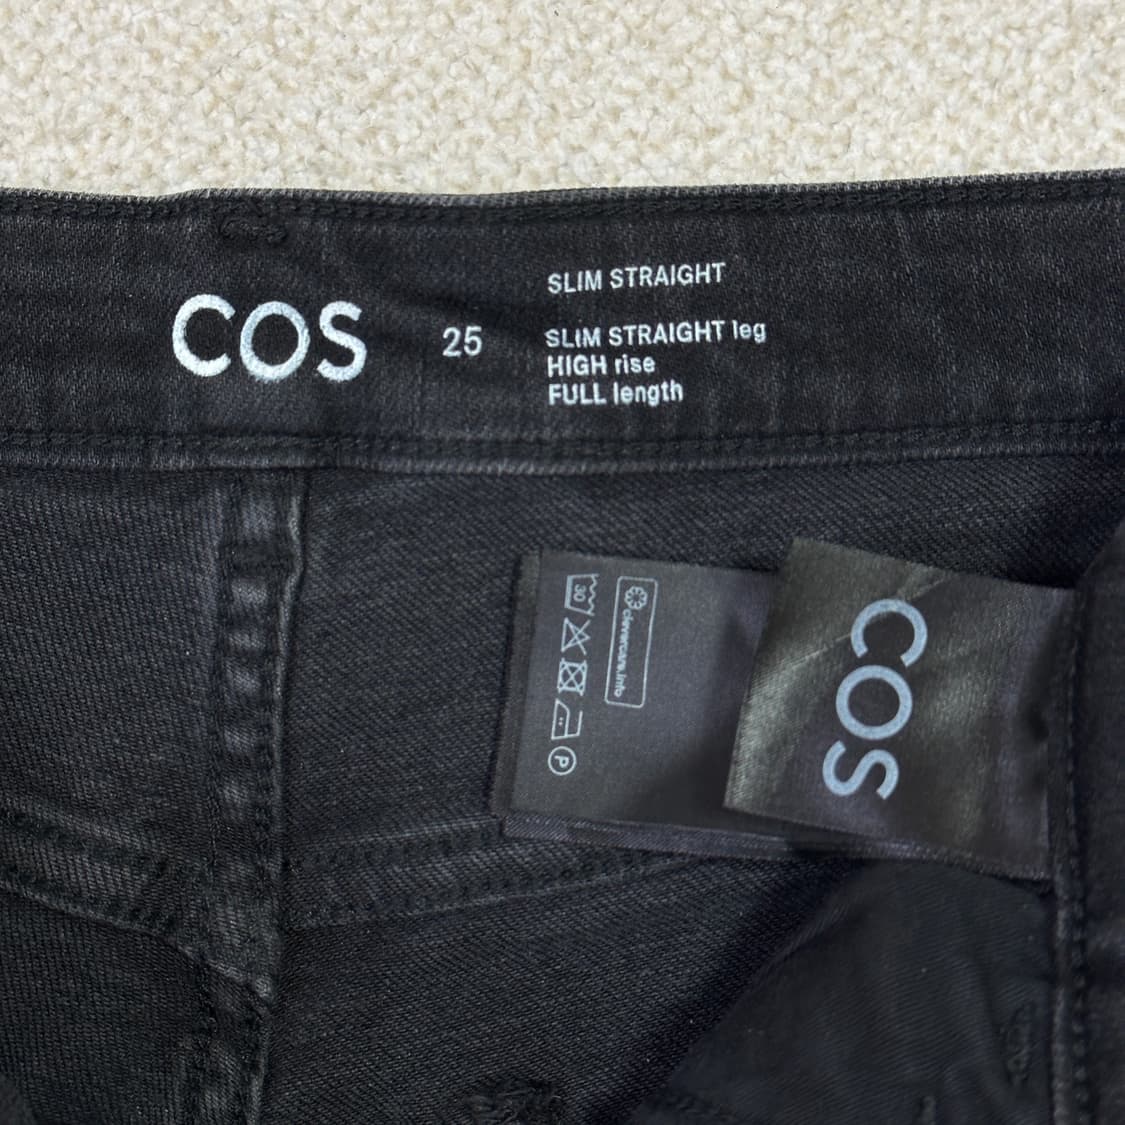 COS
25
SLIM STRAIGHT
SLIM STRAIGHT leg
HIGH rise
FULL length
30
clevercare.info
P
COS